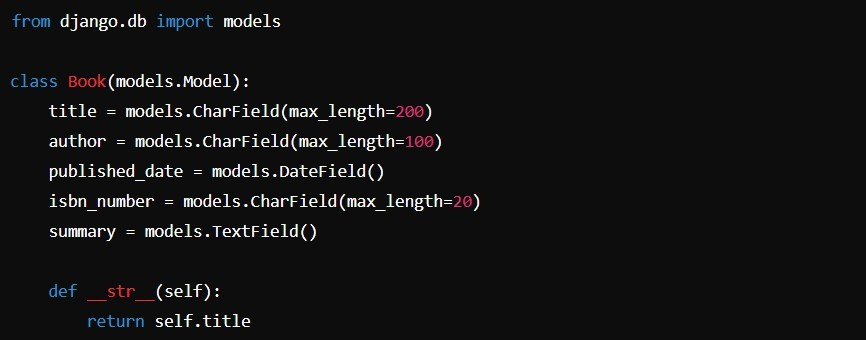 from django.db import models
class Book(models.Model):
    title = models.CharField(max_length=200)
    author = models.CharField(max_length=100)
    published_date = models.DateField()
    isbn_number = models.CharField(max_length=20)
    summary = models.TextField()
    def __str__(self):
        return self.title